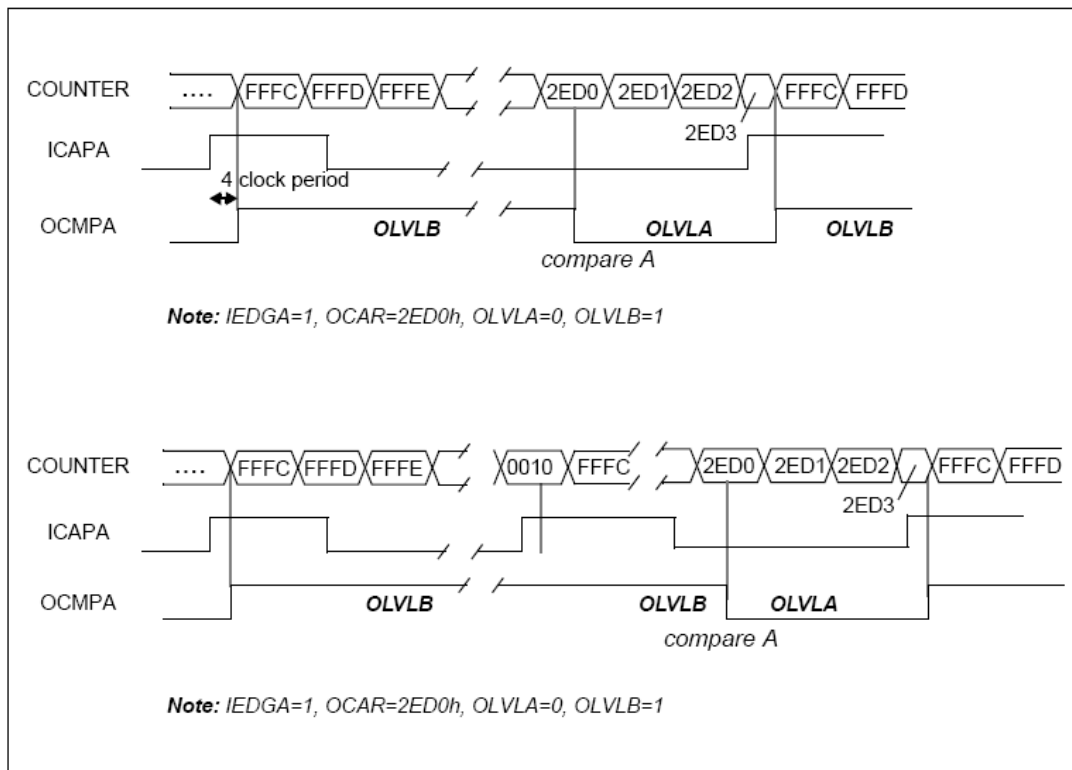 COUNTER .... FFFC FFFD FFFE 2ED0 2ED1 2ED2 FFFC FFFD
2ED3
ICAPA
4 clock period
OCMPA OLVLB OLVLA OLVLB
compare A
Note: IEDGA=1, OCAR=2ED0h, OLVLA=0, OLVLB=1
COUNTER .... FFFC FFFD FFFE 0010 FFFC 2ED0 2ED1 2ED2 FFFC FFFD
2ED3
ICAPA
OCMPA OLVLB OLVLB OLVLA
compare A
Note: IEDGA=1, OCAR=2ED0h, OLVLA=0, OLVLB=1